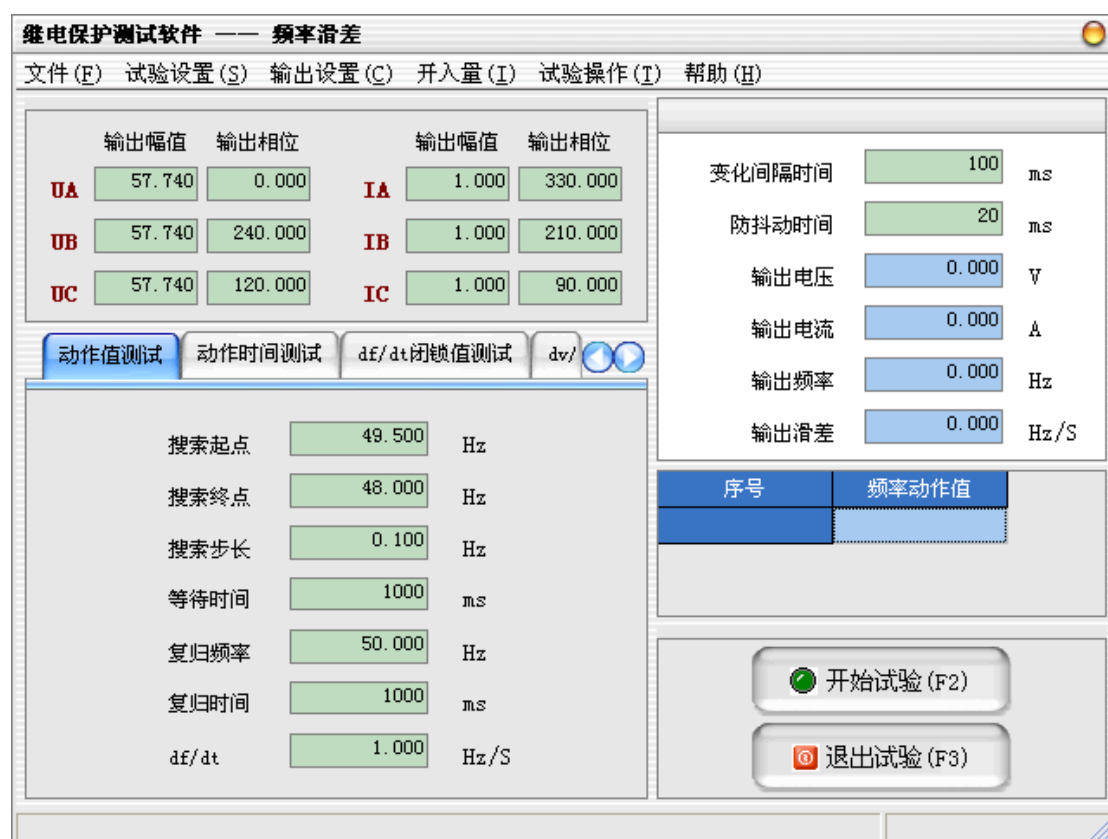 继电保护测试软件 —— 频率滑差
文件(F) 试验设置(S) 输出设置(C) 开入量(I) 试验操作(T) 帮助(H)
输出幅值 输出相位 输出幅值 输出相位
UA 57.740 0.000 IA 1.000 330.000
UB 57.740 240.000 IB 1.000 210.000
UC 57.740 120.000 IC 1.000 90.000
动作值测试 动作时间测试 df/dt闭锁值测试 dv/
搜索起点 49.500 Hz
搜索终点 48.000 Hz
搜索步长 0.100 Hz
等待时间 1000 ms
复归频率 50.000 Hz
复归时间 1000 ms
df/dt 1.000 Hz/S
变化间隔时间 100 ms
防抖动时间 20 ms
输出电压 0.000 V
输出电流 0.000 A
输出频率 0.000 Hz
输出滑差 0.000 Hz/S
序号 频率动作值
开始试验(F2)
退出试验(F3)